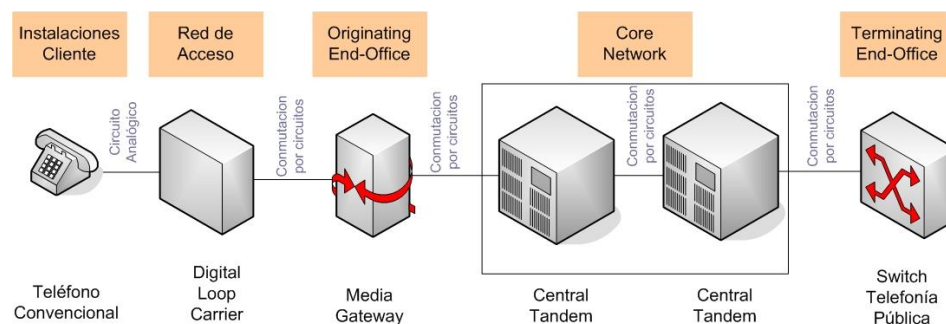 Instalaciones
Cliente
Red de
Acceso
Originating
End-Office
Core
Network
Terminating
End-Office
Circuito
Analógico
Conmutacion
por circuitos
Conmutacion
por circuitos
Conmutacion
por circuitos
Conmutacion
por circuitos
Teléfono
Convencional
Digital
Loop
Carrier
Media
Gateway
Central
Tandem
Central
Tandem
Switch
Telefonía
Pública